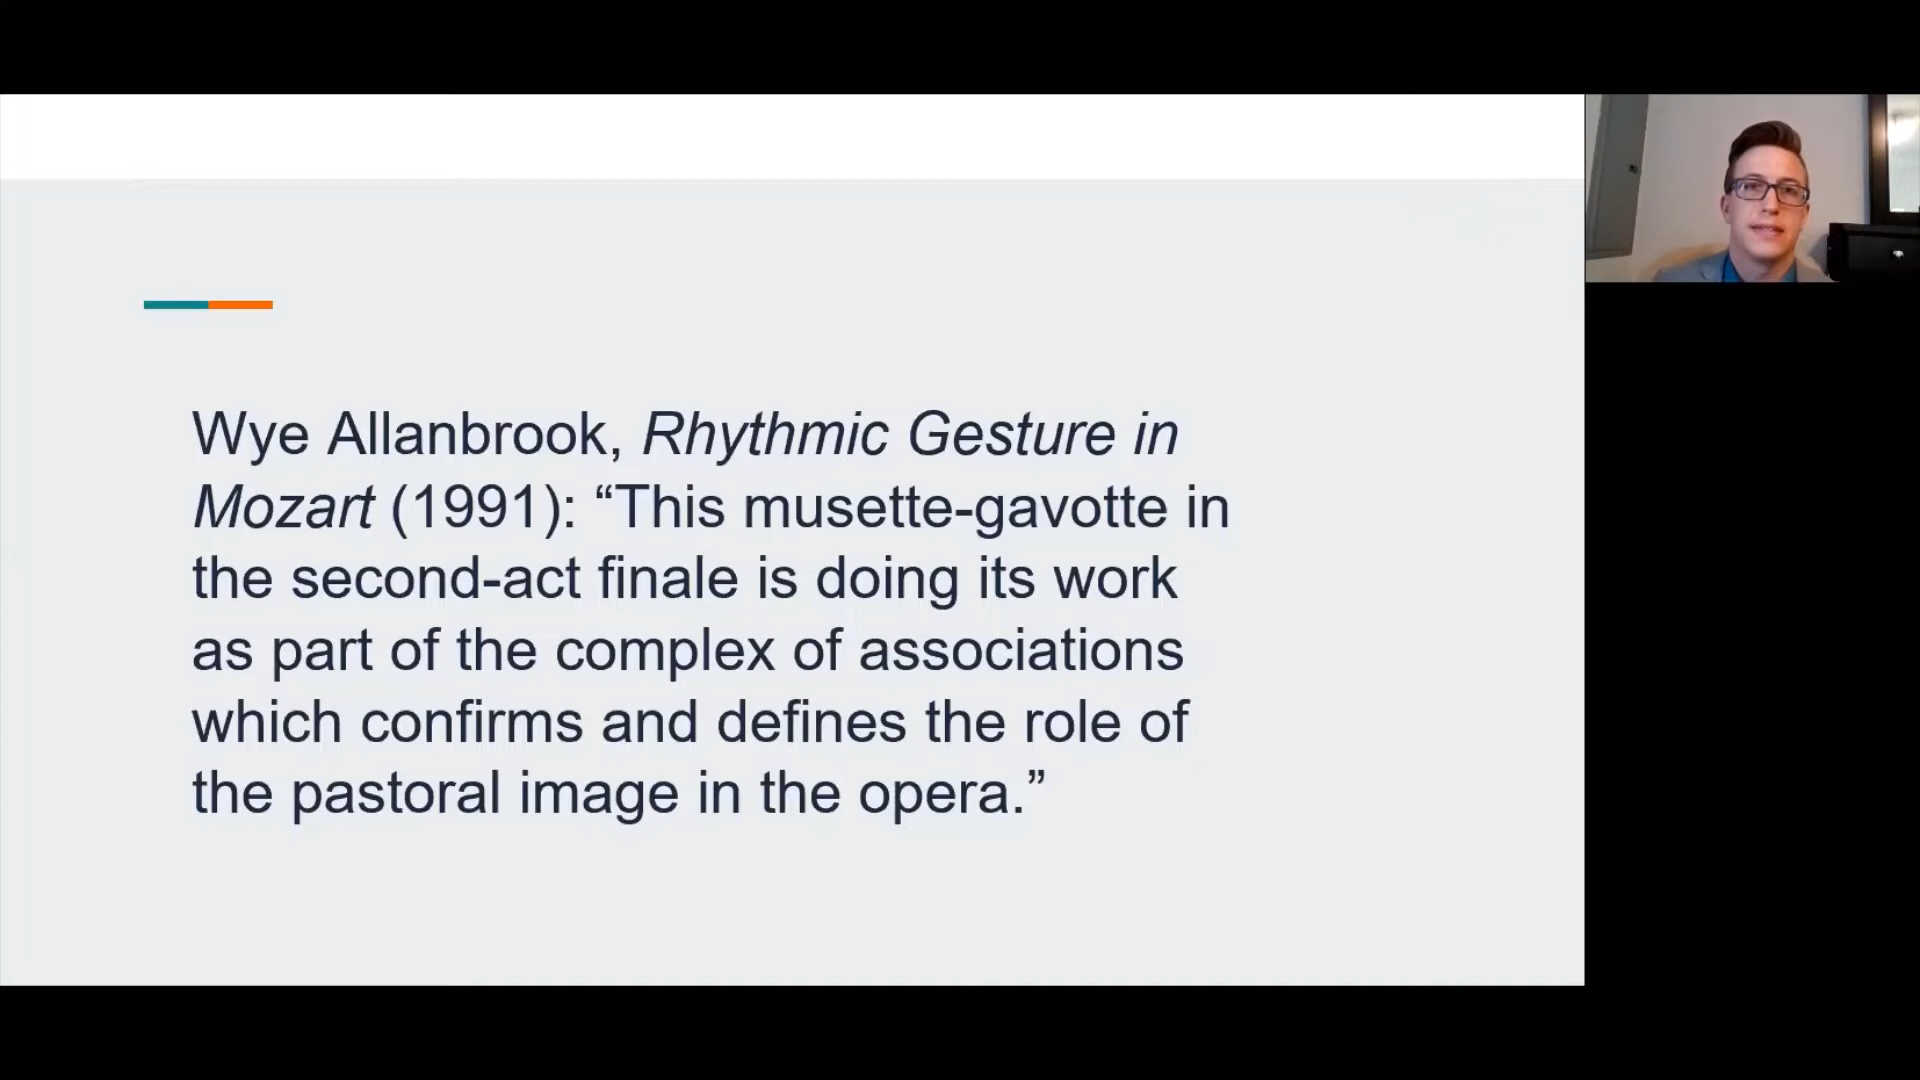 Wye Allanbrook, Rhythmic Gesture in
Mozart (1991): “This musette-gavotte in
the second-act finale is doing its work
as part of the complex of associations
which confirms and defines the role of
the pastoral image in the opera.”